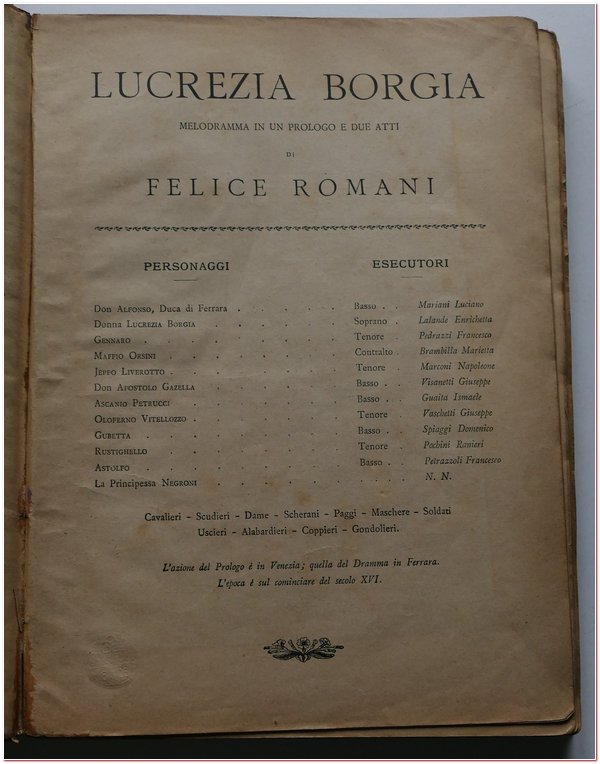 LUCREZIA BORGIA
MELODRAMMA IN UN PROLOGO E DUE ATTI
DI
FELICE ROMANI
PERSONAGGI ESECUTORI
Don Alfonso, Duca di Ferrara . . . . Basso . . Mariani Luciano
Donna Lucrezia Borgia . . . . . Soprano . Lalande Enrichetta
Gennaro . . . . . . . Tenore . Pedrazzi Francesco
Maffio Orsini . . . . . . Contralto . Brambilla Marietta
Jeppo Liverotto . . . . . . Tenore . Marconi Napoleone
Don Apostolo Gazella . . . . . Basso . . Visanetti Giuseppe
Ascanio Petrucci . . . . . Basso . . Guaita Ismaele
Oloferno Vitellozzo . . . . . Tenore Vaschetti Giuseppe
Gubetta . . . . . . . Basso . . Spiaggi Domenico
Rustighello . . . . . . Tenore . Pochini Ranieri
Astolfo . . . . . . . Basso . . Petrazzoli Francesco
La Principessa Negroni . . . . . . . N. N.
Cavalieri - Scudieri - Dame - Scherani - Paggi - Maschere - Soldati
Uscieri - Alabardieri - Coppieri - Gondolieri.
L'azione del Prologo è in Venezia; quella del Dramma in Ferrara.
L'epoca é sul cominciare del secolo XVI.